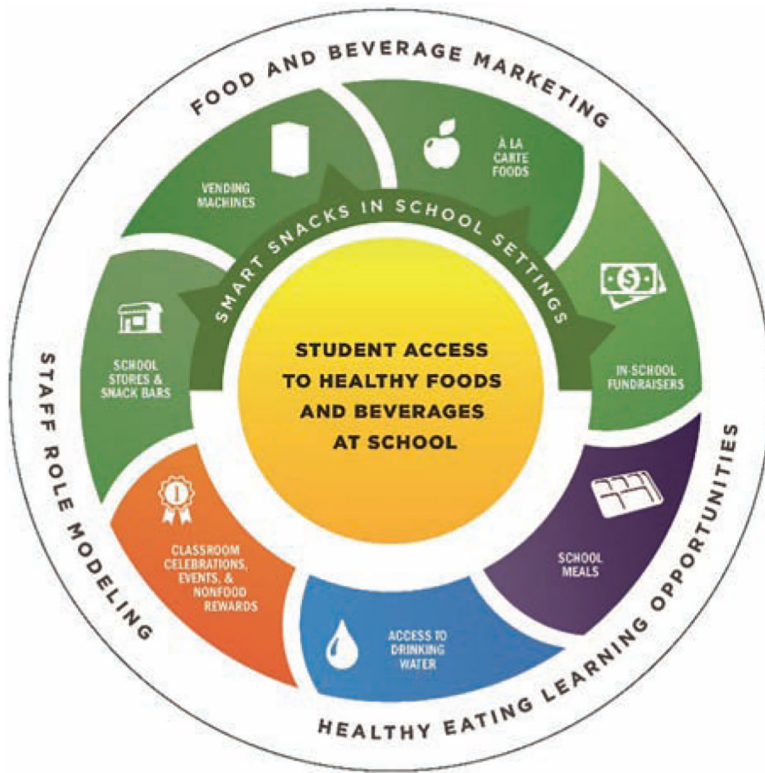 FOOD AND BEVERAGE MARKETING
VENDING
MACHINES
À LA
CARTE
FOODS
SMART SNACKS IN SCHOOL SETTINGS
IN-SCHOOL
FUNDRAISERS
SCHOOL
STORES &
SNACK BARS
STUDENT ACCESS
TO HEALTHY FOODS
AND BEVERAGES
AT SCHOOL
SCHOOL
MEALS
1
CLASSROOM
CELEBRATIONS,
EVENTS, &
NONFOOD
REWARDS
ACCESS TO
DRINKING
WATER
STAFF ROLE MODELING
HEALTHY EATING LEARNING OPPORTUNITIES
$